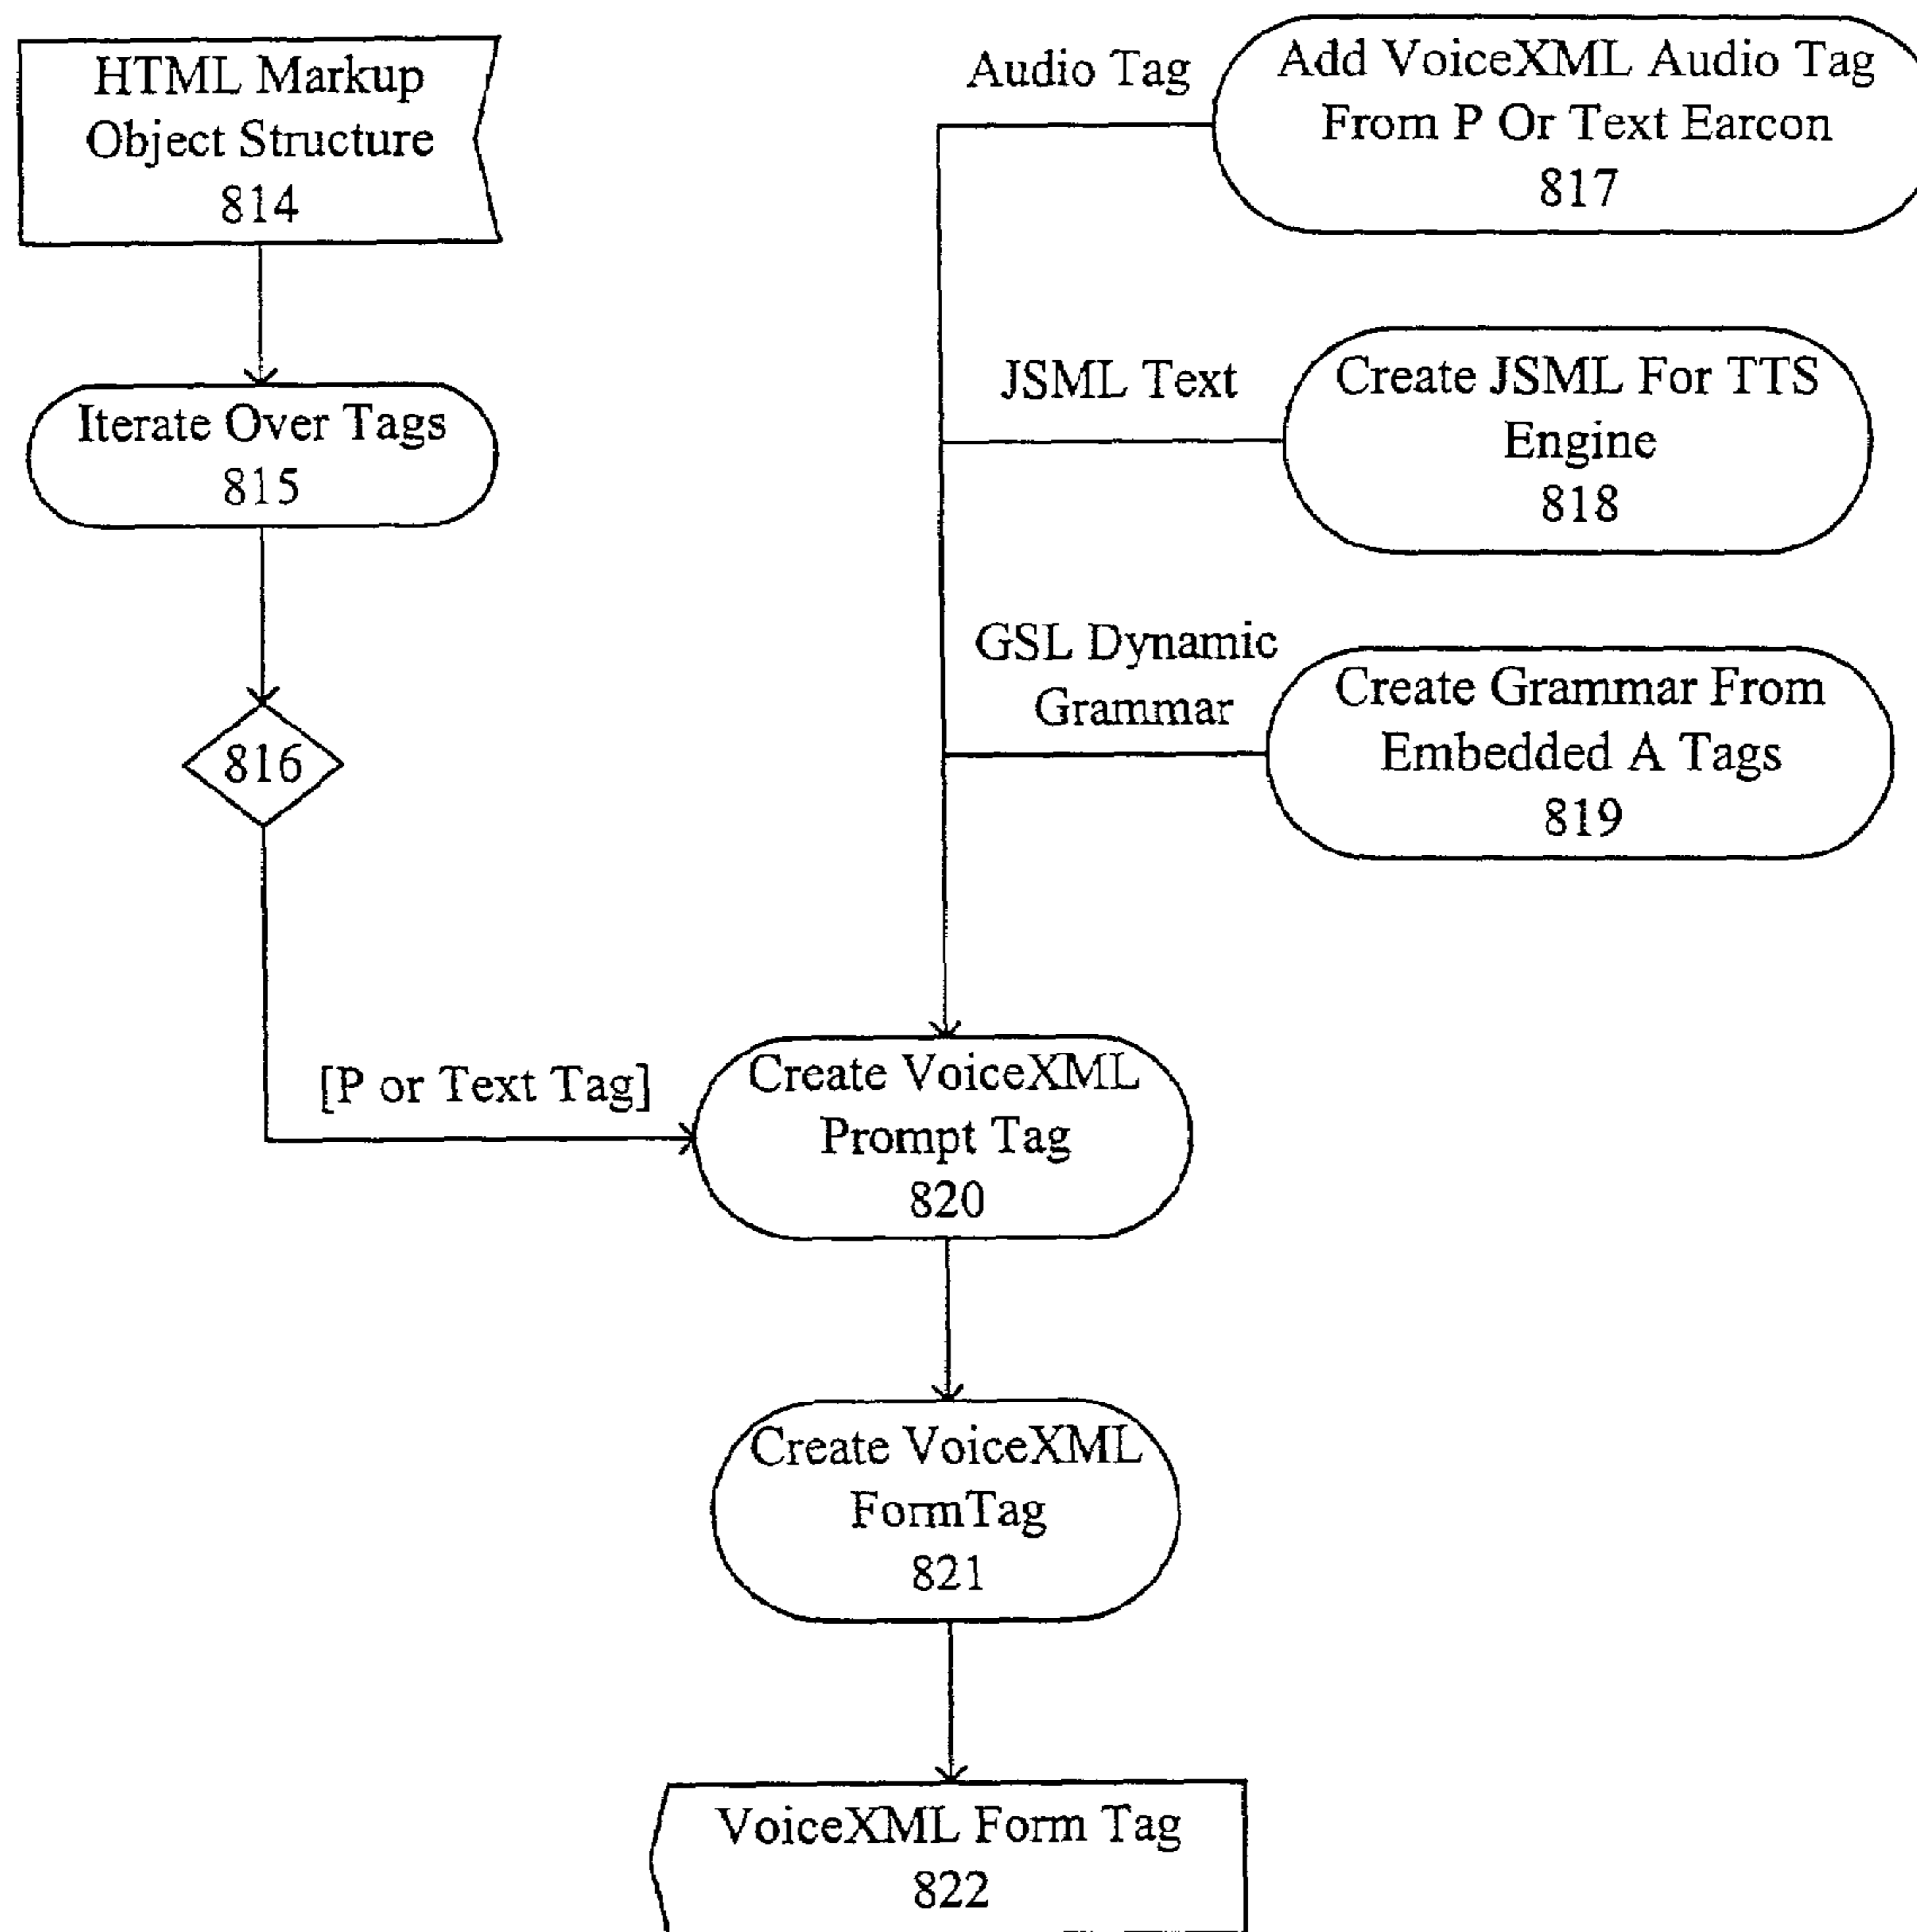 HTML Markup
Object Structure
814
Iterate Over Tags
815
816
[P or Text Tag]
Audio Tag
Add VoiceXML Audio Tag
From P Or Text Earcon
817
JSML Text
Create JSML For TTS
Engine
818
GSL Dynamic
Grammar
Create Grammar From
Embedded A Tags
819
Create VoiceXML
Prompt Tag
820
Create VoiceXML
FormTag
821
VoiceXML Form Tag
822